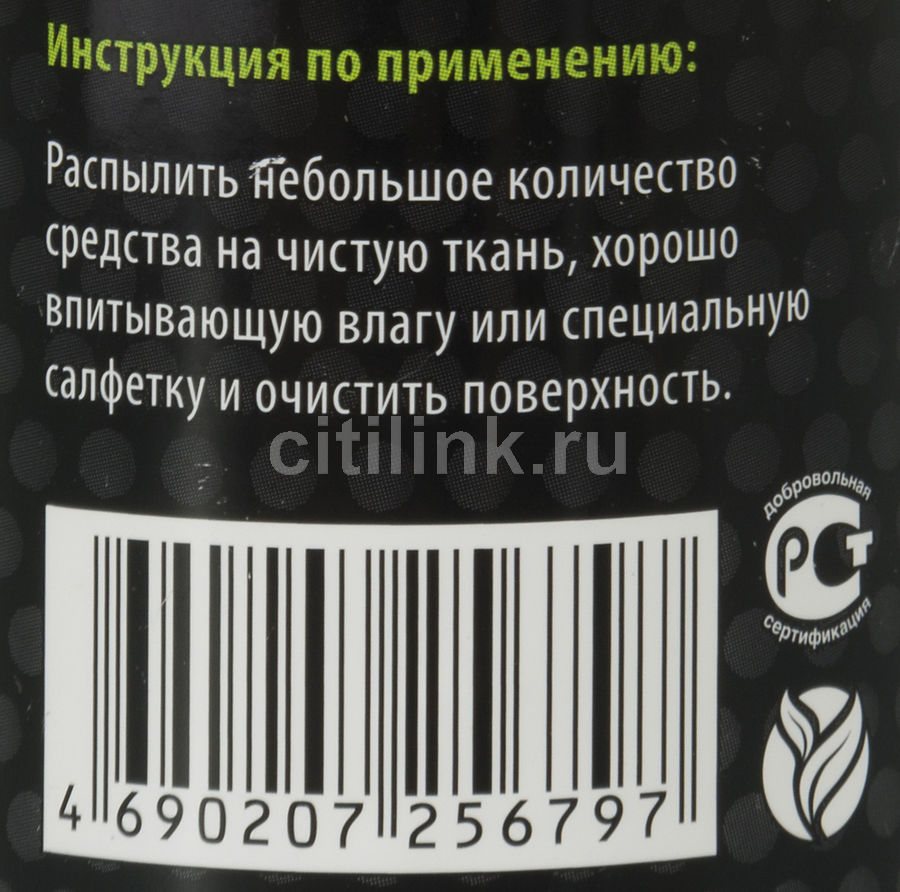 Инструкция по применению:
Распылить небольшое количество
средства на чистую ткань, хорошо
впитывающую влагу или специальную
салфетку и очистить поверхность.
citilink.ru
добровольная
РСТ
сертификация
4 690207 256797